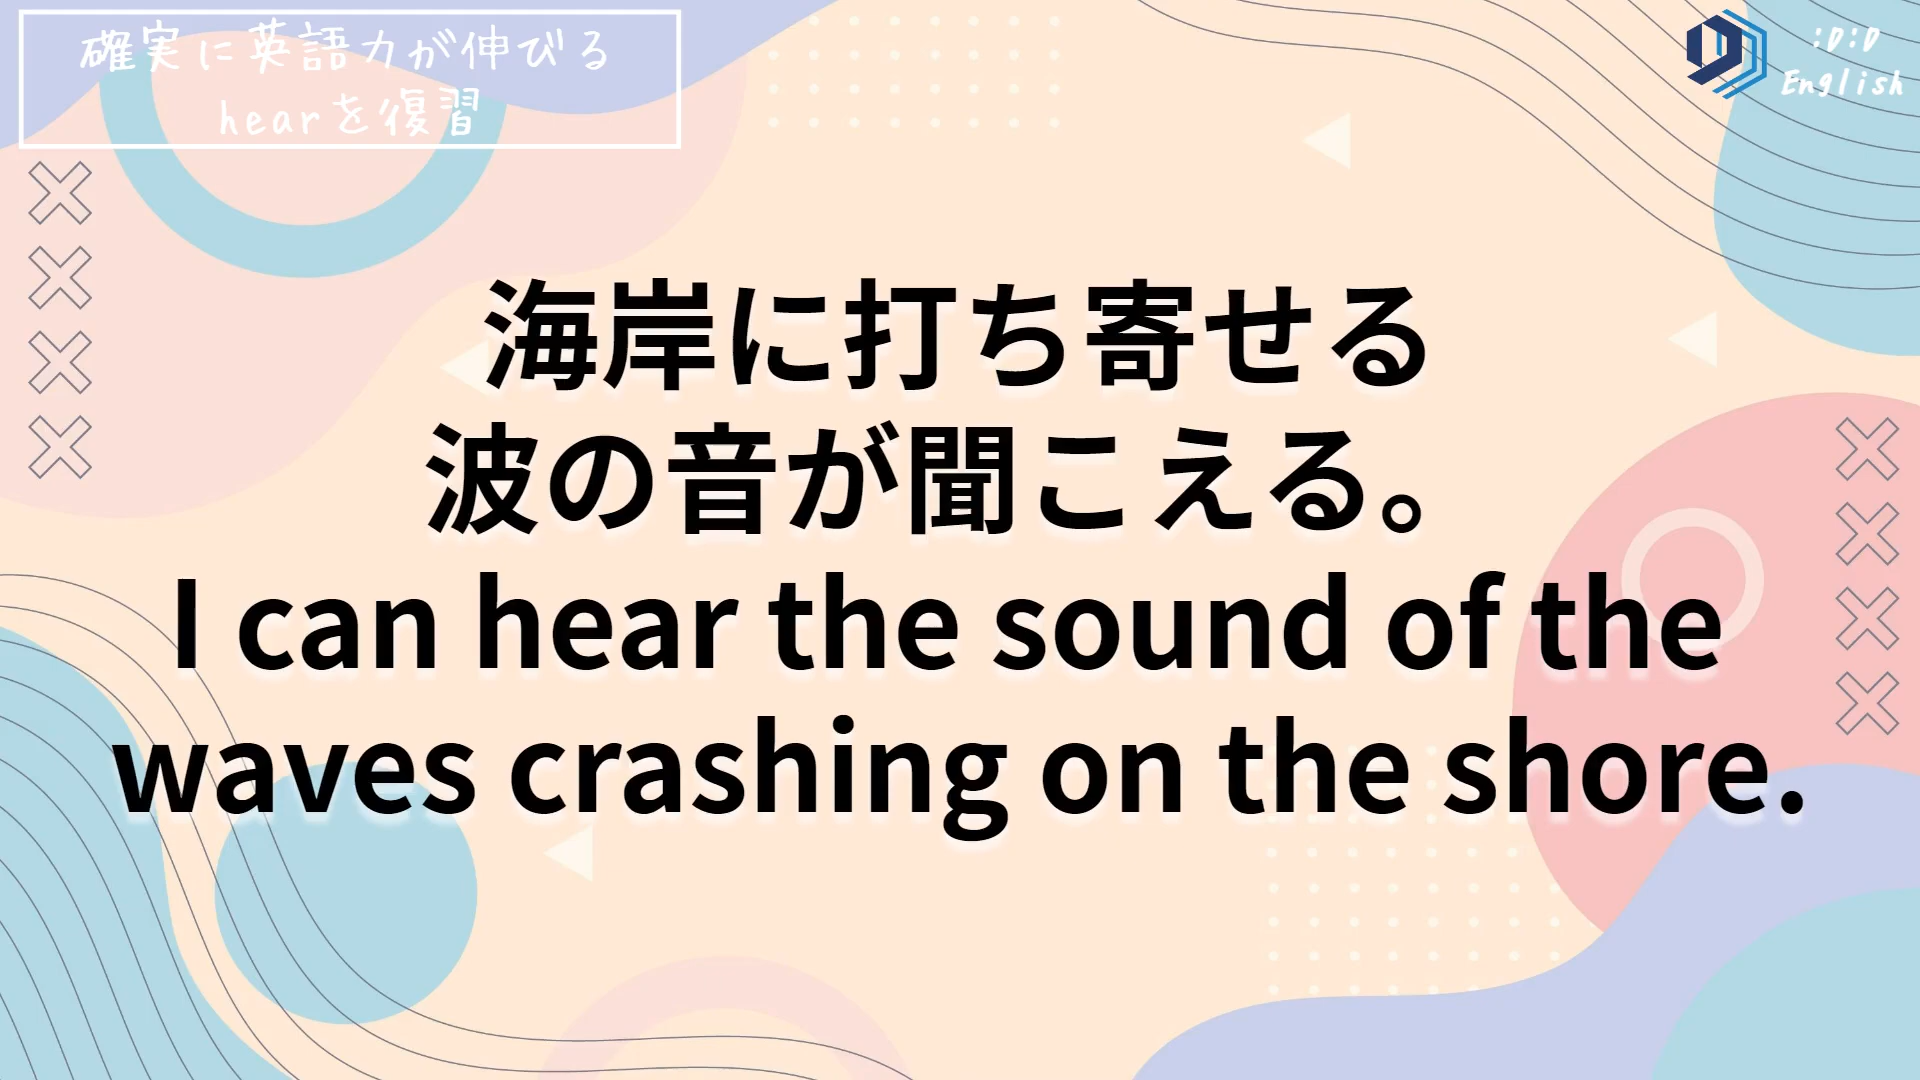 確実に英語力が伸びる
hearを復習
:D:D
English
海岸に打ち寄せる
波の音が聞こえる。
I can hear the sound of the
waves crashing on the shore.